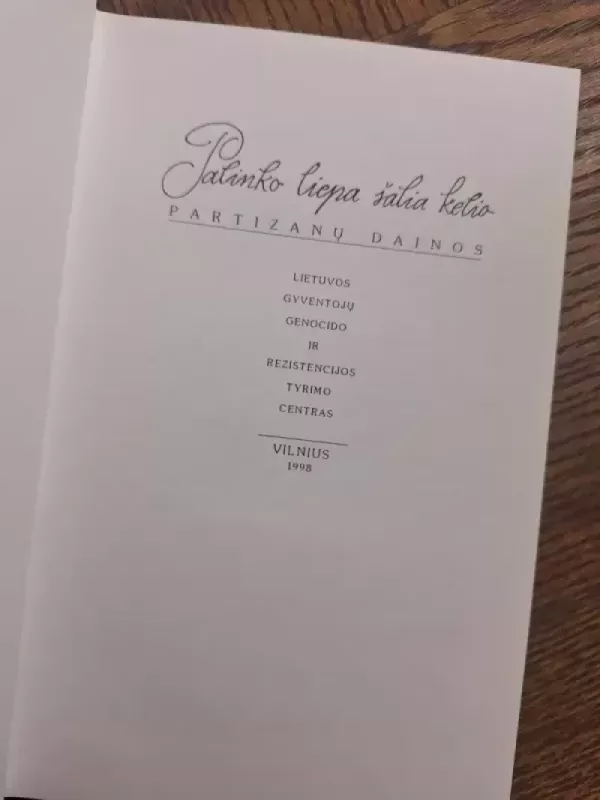 Palinko liepa šalia kelio
PARTIZANŲ DAINOS
LIETUVOS
GYVENTOJŲ
GENOCIDO
IR
REZISTENCIJOS
TYRIMO
CENTRAS
VILNIUS
1998